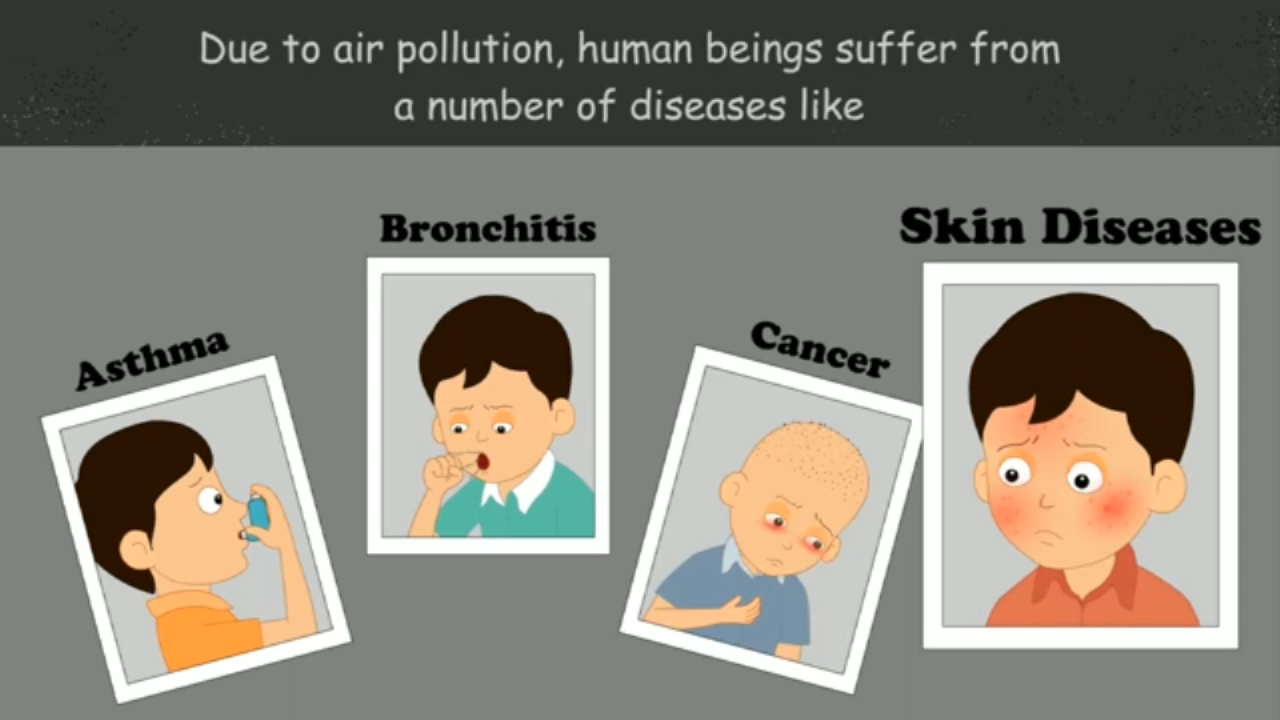 Due to air pollution, human beings suffer from
a number of diseases like
Asthma
Bronchitis
Cancer
Skin Diseases